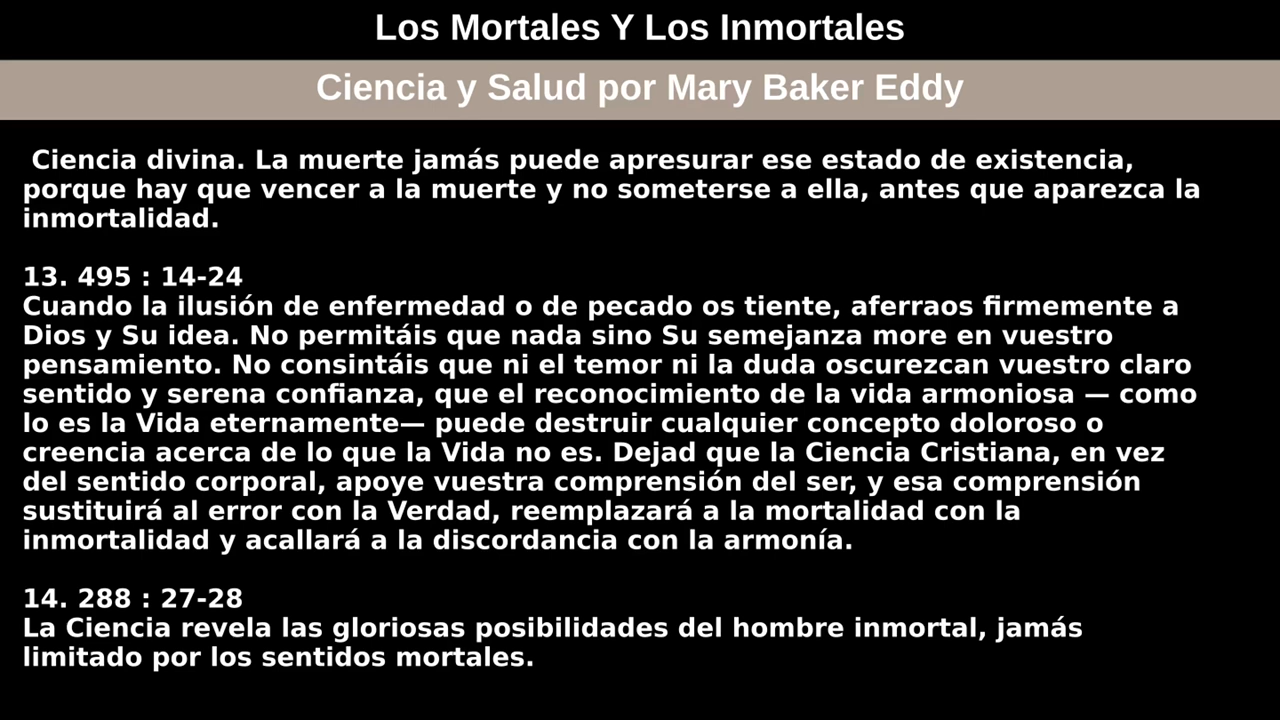 Los Mortales Y Los Inmortales
Ciencia y Salud por Mary Baker Eddy
Ciencia divina. La muerte jamás puede apresurar ese estado de existencia,
porque hay que vencer a la muerte y no someterse a ella, antes que aparezca la
inmortalidad.
13. 495 : 14-24
Cuando la ilusión de enfermedad o de pecado os tiente, aferraos firmemente a
Dios y Su idea. No permitáis que nada sino Su semejanza more en vuestro
pensamiento. No consintáis que ni el temor ni la duda oscurezcan vuestro claro
sentido y serena confianza, que el reconocimiento de la vida armoniosa — como
lo es la Vida eternamente— puede destruir cualquier concepto doloroso o
creencia acerca de lo que la Vida no es. Dejad que la Ciencia Cristiana, en vez
del sentido corporal, apoye vuestra comprensión del ser, y esa comprensión
sustituirá al error con la Verdad, reemplazará a la mortalidad con la
inmortalidad y acallará a la discordancia con la armonía.
14. 288 : 27-28
La Ciencia revela las gloriosas posibilidades del hombre inmortal, jamás
limitado por los sentidos mortales.